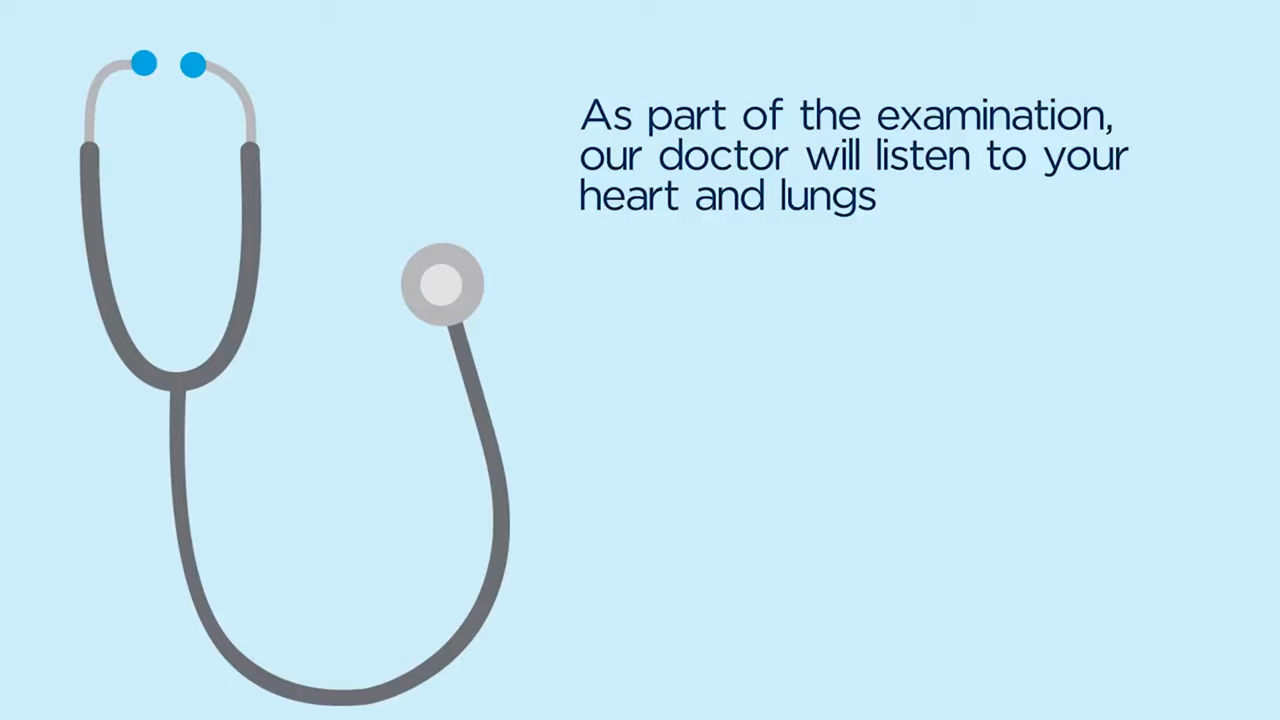 As part of the examination,
our doctor will listen to your
heart and lungs